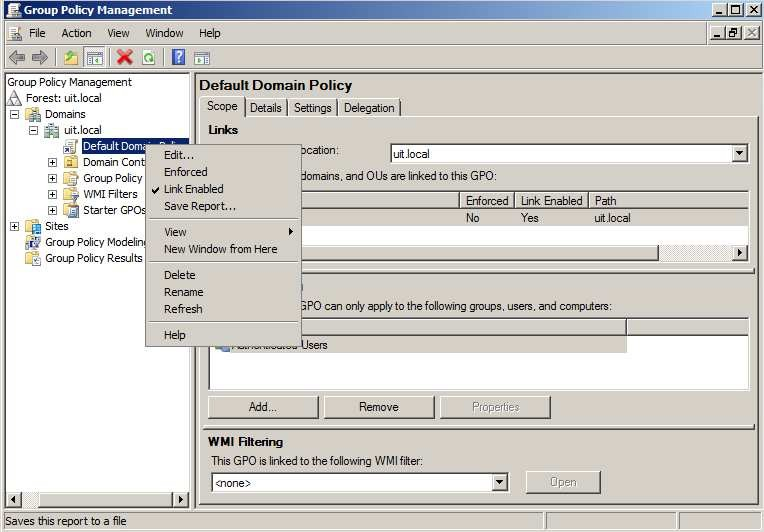 Group Policy Management
File Action View Window Help
Group Policy Management
Forest: uit.local
Domains
uit.local
Default Domain
Domain Cont
Group Policy
WMI Filters
Starter GPOs
Sites
Group Policy Modeling
Group Policy Results
Edit...
Enforced
Link Enabled
Save Report...
View
New Window from Here
Delete
Rename
Refresh
Help
Default Domain Policy
Scope Details Settings Delegation
Links
ocation: uit.local
domains, and OUs are linked to this GPO:
Enforced Link Enabled Path
No Yes uit.local
GPO can only apply to the following groups, users, and computers:
Users
Add... Remove Properties
WMI Filtering
This GPO is linked to the following WMI filter:
<none> Open
Saves this report to a file